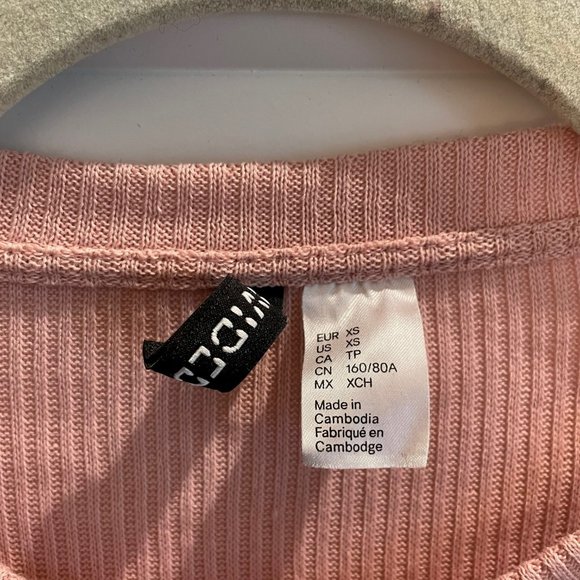 EUR XS
US XS
CA TP
CN 160/80A
MX XCH
Made in
Cambodia
Fabriqué en
Cambodge